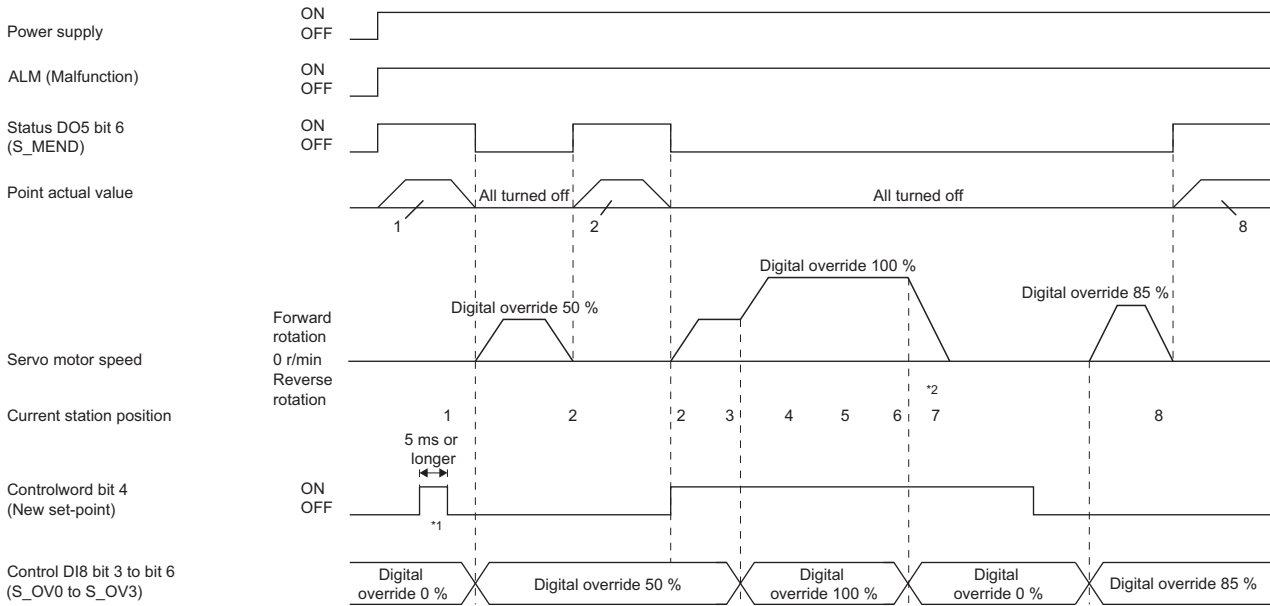 Power supply
ON
OFF
ALM (Malfunction)
ON
OFF
Status DO5 bit 6
(S_MEND)
ON
OFF
Point actual value
All turned off
All turned off
1
2
8
Servo motor speed
Forward
rotation
0 r/min
Reverse
rotation
Digital override 50 %
Digital override 100 %
Digital override 85 %
*2
Current station position
1
2
2
3
4
5
6
7
8
5 ms or
longer
Controlword bit 4
(New set-point)
ON
OFF
*1
Control DI8 bit 3 to bit 6
(S_OV0 to S_OV3)
Digital
override 0 %
Digital override 50 %
Digital
override 100 %
Digital
override 0 %
Digital override 85 %